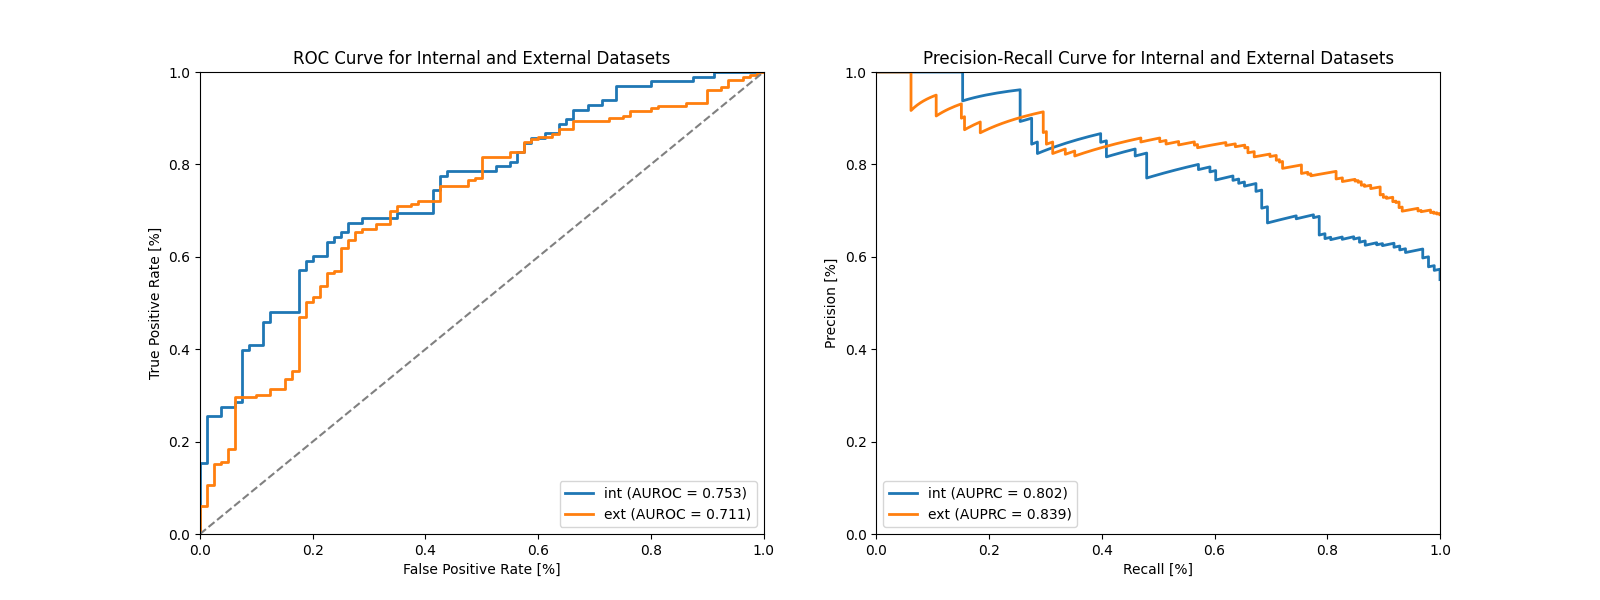 ROC Curve for Internal and External Datasets
True Positive Rate [%]
1.0
0.8
0.6
0.4
0.2
0.0
int (AUROC = 0.753)
ext (AUROC = 0.711)
0.0 0.2 0.4 0.6 0.8 1.0
False Positive Rate [%]
Precision-Recall Curve for Internal and External Datasets
Precision [%]
1.0
0.8
0.6
0.4
0.2
0.0
int (AUPRC = 0.802)
ext (AUPRC = 0.839)
0.0 0.2 0.4 0.6 0.8 1.0
Recall [%]